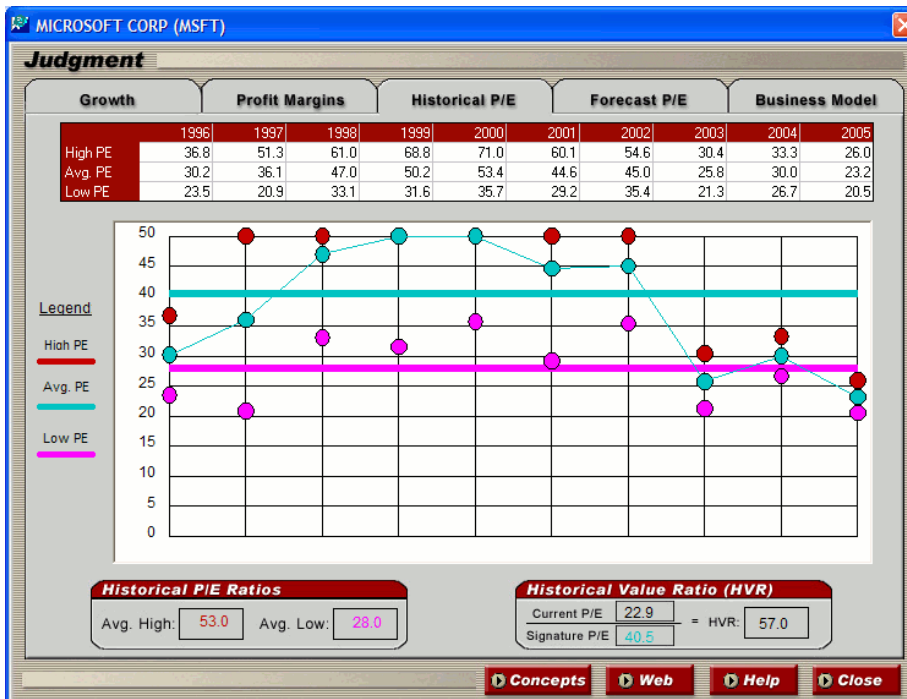 MICROSOFT CORP (MSFT)
Judgment
Growth Profit Margins Historical P/E Forecast P/E Business Model
1996 1997 1998 1999 2000 2001 2002 2003 2004 2005
High PE 36.8 51.3 61.0 68.8 71.0 60.1 54.6 30.4 33.3 26.0
Avg. PE 30.2 36.1 47.0 50.2 53.4 44.6 45.0 25.8 30.0 23.2
Low PE 23.5 20.9 33.1 31.6 35.7 29.2 35.4 21.3 26.7 20.5
50
45
40
35
30
25
20
15
10
5
0
Legend
High PE
Avg. PE
Low PE
Historical P/E Ratios
Avg. High: 53.0 Avg. Low: 28.0
Historical Value Ratio (HVR)
Current P/E 22.9
Signature P/E 40.5
= HVR: 57.0
Concepts Web Help Close